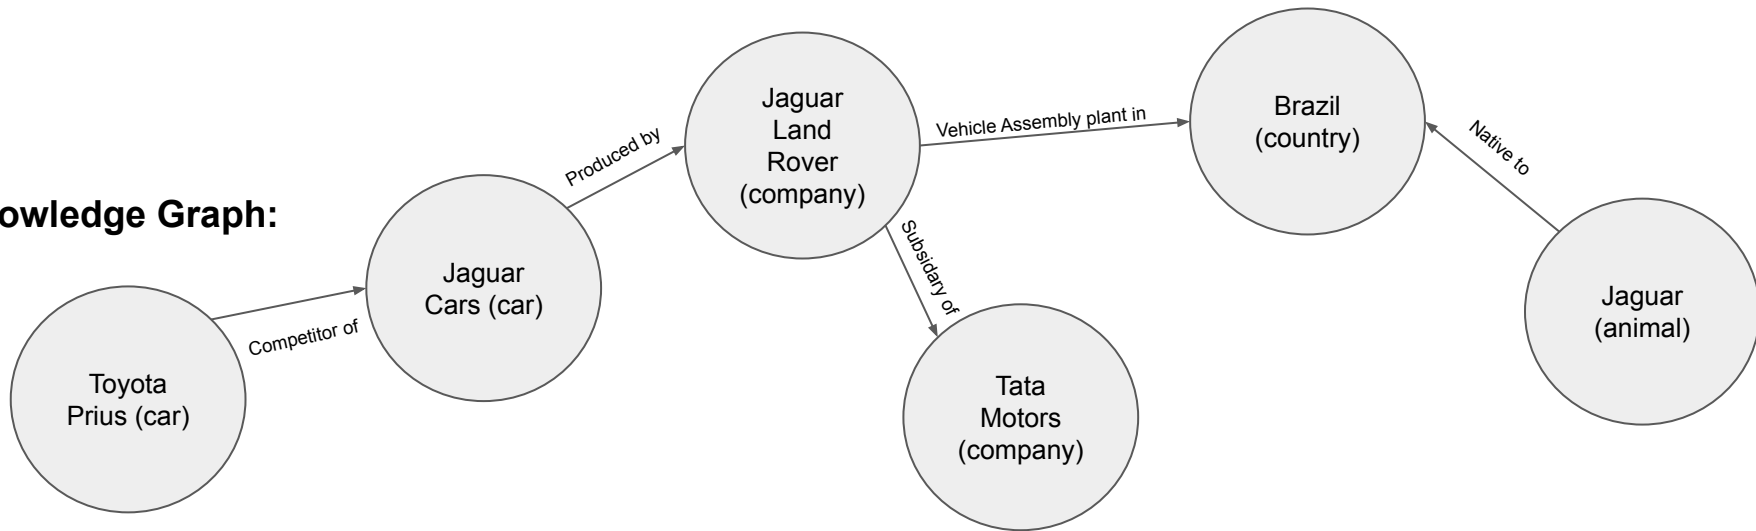 owledge Graph:
Toyota
Prius (car)
Competitor of
Jaguar
Cars (car)
Produced by
Jaguar
Land
Rover
(company)
Vehicle Assembly plant in
Subsidary of
Tata
Motors
(company)
Brazil
(country)
Native to
Jaguar
(animal)